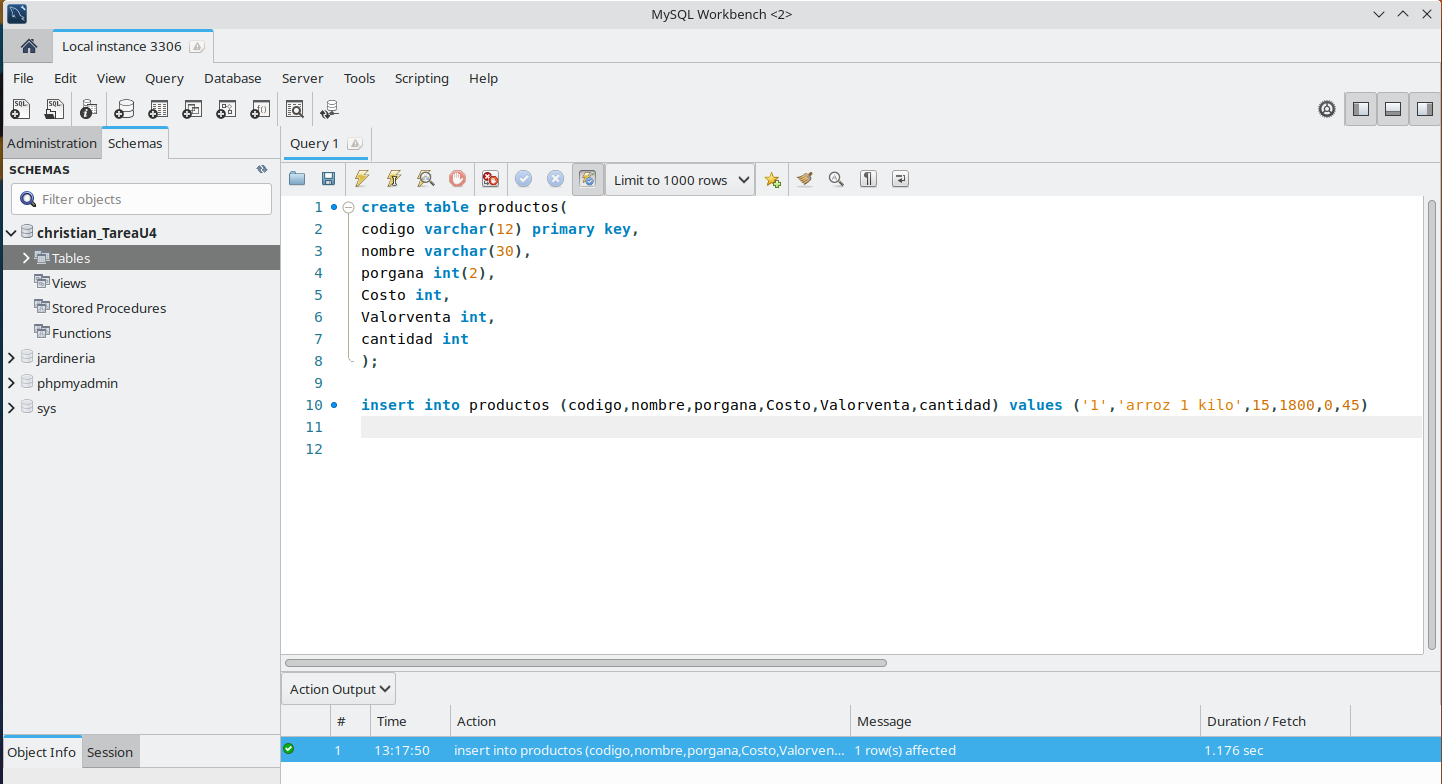 MySQL Workbench <2>
Local instance 3306
File Edit View Query Database Server Tools Scripting Help
Administration Schemas
Query 1
SCHEMAS
Limit to 1000 rows
Filter objects
christian_TareaU4
Tables
Views
Stored Procedures
Functions
jardineria
phpmyadmin
sys
1 create table productos(
2 codigo varchar(12) primary key,
3 nombre varchar(30),
4 porgana int(2),
5 Costo int,
6 Valorventa int,
7 cantidad int
8 );
9
10 insert into productos (codigo,nombre,porgana,Costo,Valorventa,cantidad) values ('1','arroz 1 kilo',15,1800,0,45)
11
12
Action Output
# Time Action Message Duration / Fetch
1 13:17:50 insert into productos (codigo,nombre,porgana,Costo,Valorven... 1 row(s) affected 1.176 sec
Object Info Session